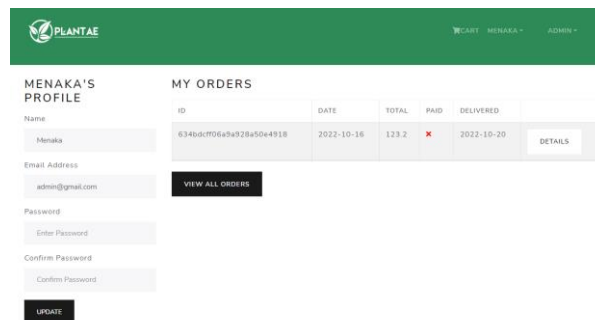 PLANTAE
CART MENAKA ADMIN
MENAKA'S
PROFILE
Name
Menaka
Email Address
admin@gmail.com
Password
Enter Password
Confirm Password
Confirm Password
UPDATE
MY ORDERS
ID DATE TOTAL PAID DELIVERED
634bdcff06a9a928a50e4918 2022-10-16 123.2 2022-10-20 DETAILS
VIEW ALL ORDERS